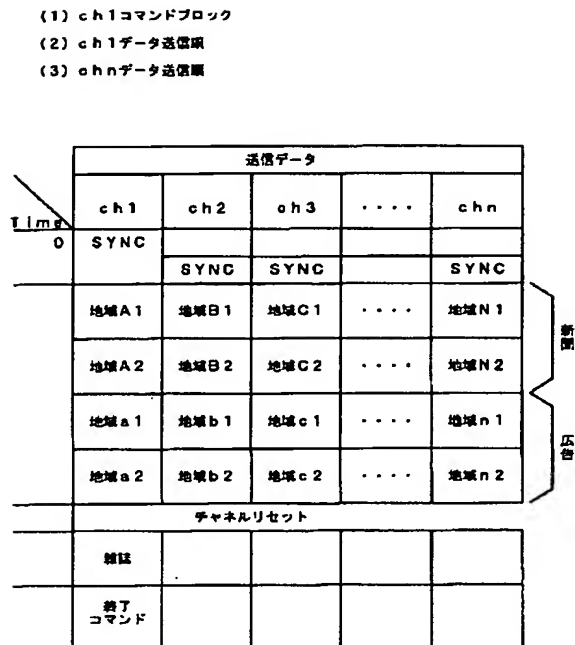 (1) ch1コマンドブロック
(2) ch1データ送信順
(3) chnデータ送信順
送信データ
Time ch1 ch2 ch3 ・・・・ chn
0 SYNC
SYNC SYNC SYNC
地域A1 地域B1 地域C1 ・・・・ 地域N1
地域A2 地域B2 地域C2 ・・・・ 地域N2
新聞
地域a1 地域b1 地域c1 ・・・・ 地域n1
地域a2 地域b2 地域c2 ・・・・ 地域n2
広告
チャネルリセット
雑誌
終了
コマンド